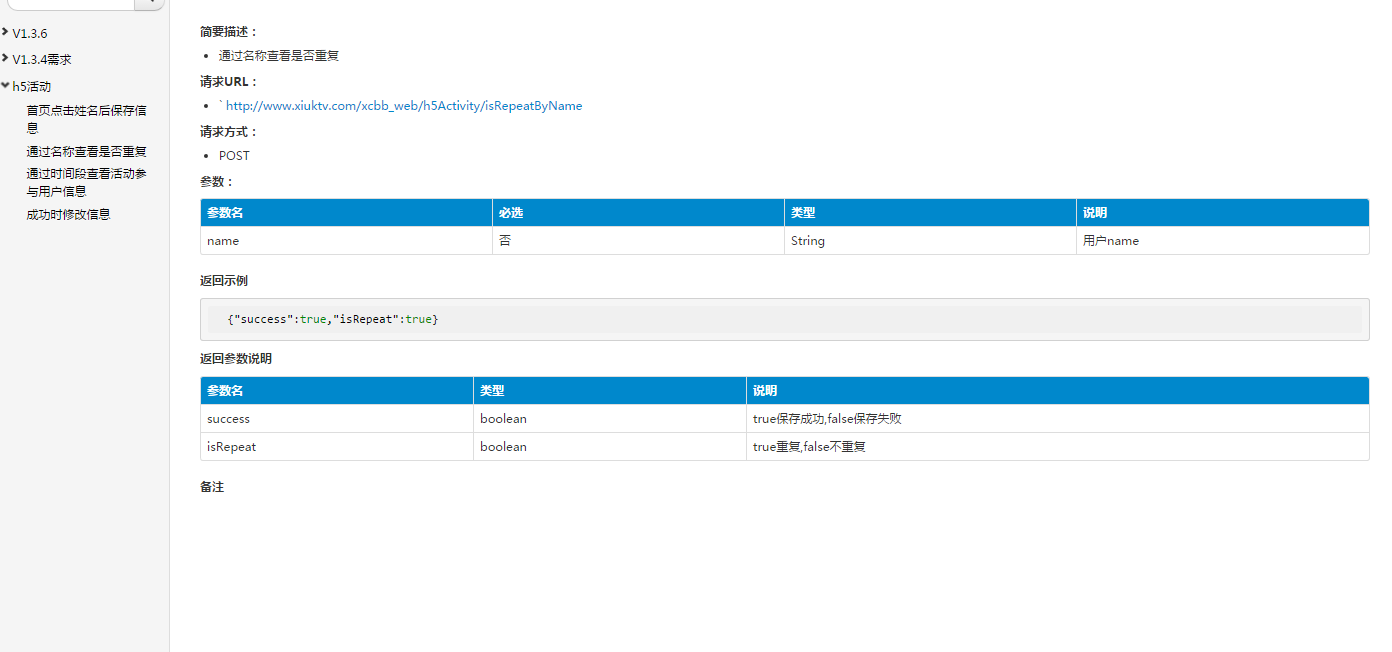 V1.3.6
V1.3.4需求
h5活动
首页点击姓名后保存信
息
通过名称查看是否重复
通过时间段查看活动参
与用户信息
成功时修改信息
简要描述：
通过名称查看是否重复
请求URL：
` http://www.xiuktv.com/xcbb_web/h5Activity/isRepeatByName
请求方式：
POST
参数：
参数名 必选 类型 说明
name 否 String 用户name
返回示例
{"success":true,"isRepeat":true}
返回参数说明
参数名 类型 说明
success boolean true保存成功,false保存失败
isRepeat boolean true重复,false不重复
备注